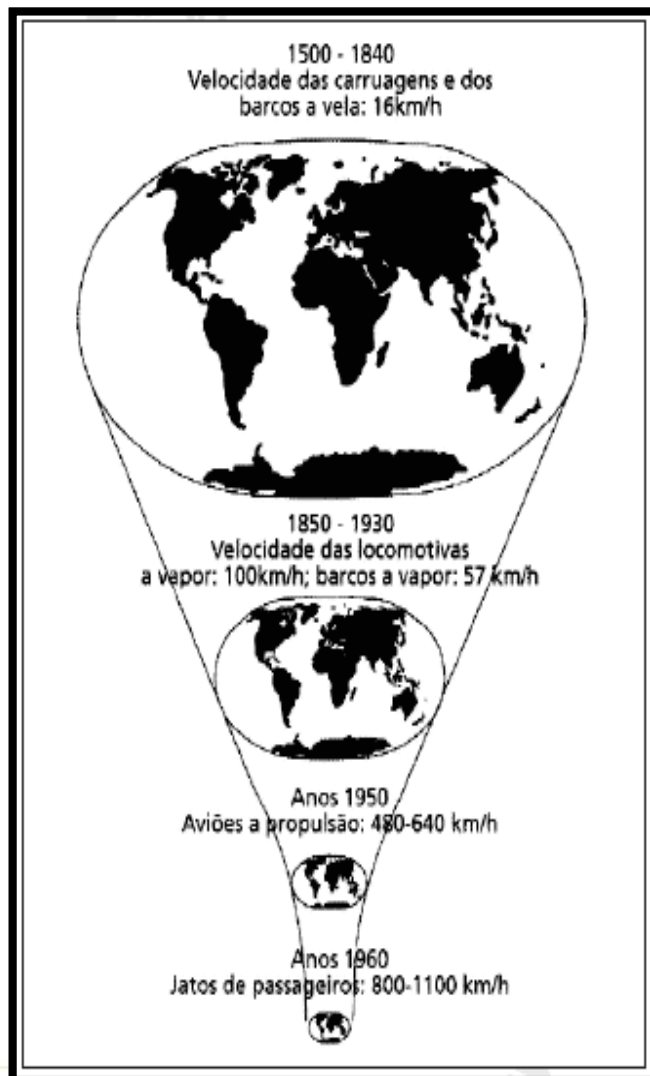 1500 - 1840
Velocidade das carruagens e dos
barcos a vela: 16km/h
1850 - 1930
Velocidade das locomotivas
a vapor: 100km/h; barcos a vapor: 57 km/h
Anos 1950
Aviões a propulsão: 480-640 km/h
Anos 1960
Jatos de passageiros: 800-1100 km/h